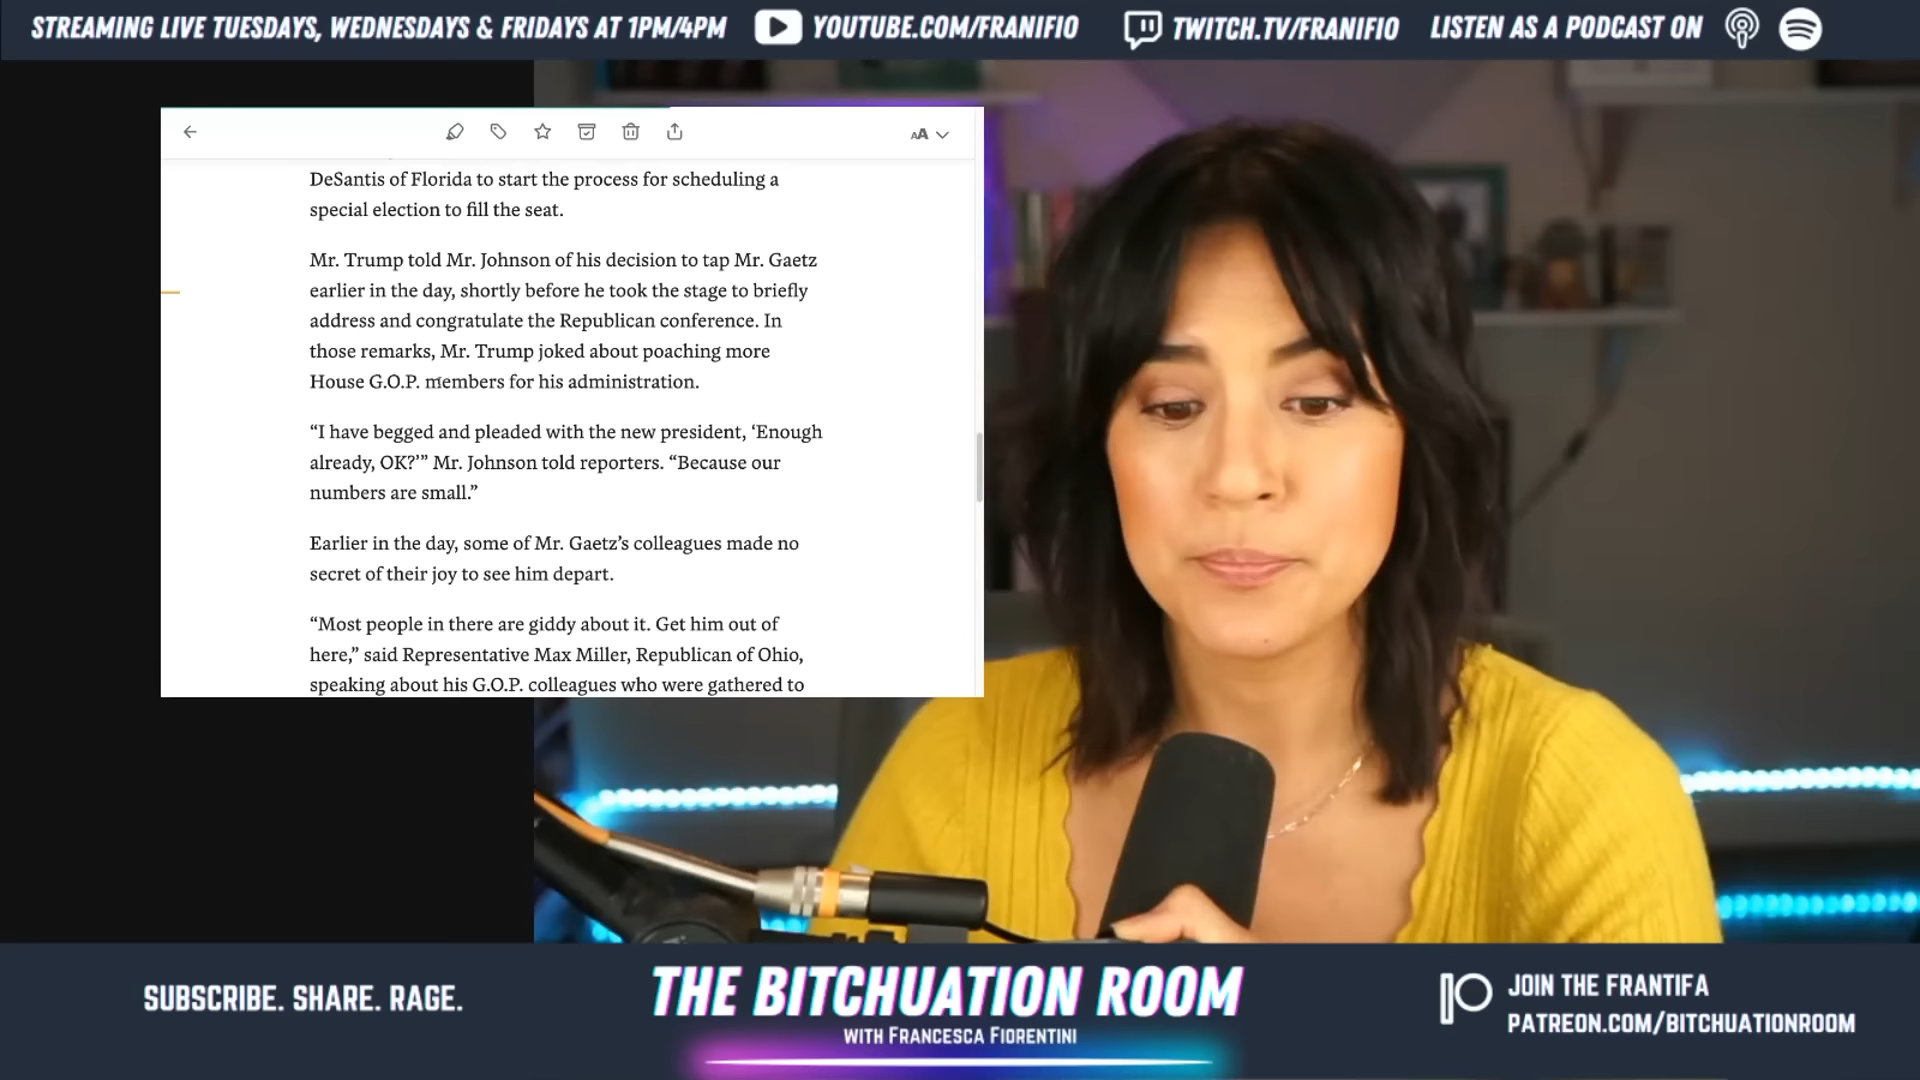 STREAMING LIVE TUESDAYS, WEDNESDAYS & FRIDAYS AT 1PM/4PM
YOUTUBE.COM/FRANIFIO
TWITCH.TV/FRANIFIO
LISTEN AS A PODCAST ON
AA
DeSantis of Florida to start the process for scheduling a
special election to fill the seat.
Mr. Trump told Mr. Johnson of his decision to tap Mr. Gaetz
earlier in the day, shortly before he took the stage to briefly
address and congratulate the Republican conference. In
those remarks, Mr. Trump joked about poaching more
House G.O.P. members for his administration.
“I have begged and pleaded with the new president, ‘Enough
already, OK?’” Mr. Johnson told reporters. “Because our
numbers are small.”
Earlier in the day, some of Mr. Gaetz’s colleagues made no
secret of their joy to see him depart.
“Most people in there are giddy about it. Get him out of
here,” said Representative Max Miller, Republican of Ohio,
speaking about his G.O.P. colleagues who were gathered to
SUBSCRIBE. SHARE. RAGE.
THE BITCHUATION ROOM
WITH FRANCESCA FIORENTINI
JOIN THE FRANTIFA
PATREON.COM/BITCHUATIONROOM